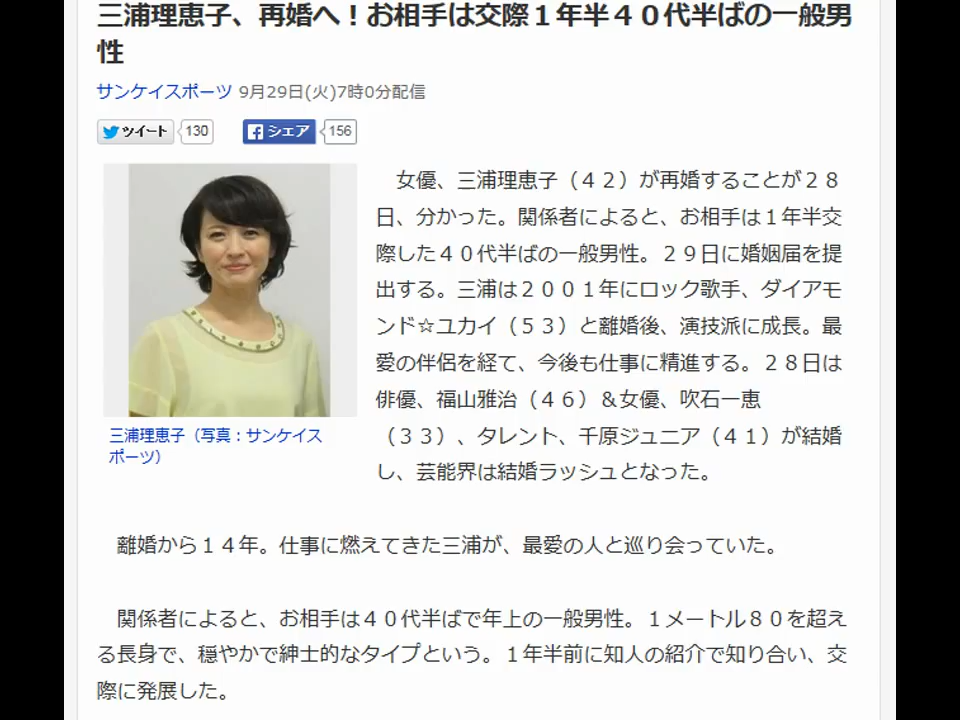 三浦理恵子、再婚へ！お相手は交際１年半４０代半ばの一般男
性
サンケイスポーツ 9月29日(火)7時0分配信
ツイート 130 シェア 156
女優、三浦理恵子（４２）が再婚することが２８
日、分かった。関係者によると、お相手は１年半交
際した４０代半ばの一般男性。２９日に婚姻届を提
出する。三浦は２００１年にロック歌手、ダイアモ
ンド☆ユカイ（５３）と離婚後、演技派に成長。最
愛の伴侶を経て、今後も仕事に精進する。２８日は
俳優、福山雅治（４６）＆女優、吹石一恵
（３３）、タレント、千原ジュニア（４１）が結婚
し、芸能界は結婚ラッシュとなった。
三浦理恵子（写真：サンケイス
ポーツ）
離婚から１４年。仕事に燃えてきた三浦が、最愛の人と巡り会っていた。
関係者によると、お相手は４０代半ばで年上の一般男性。１メートル８０を超え
る長身で、穏やかで紳士的なタイプという。１年半前に知人の紹介で知り合い、交
際に発展した。